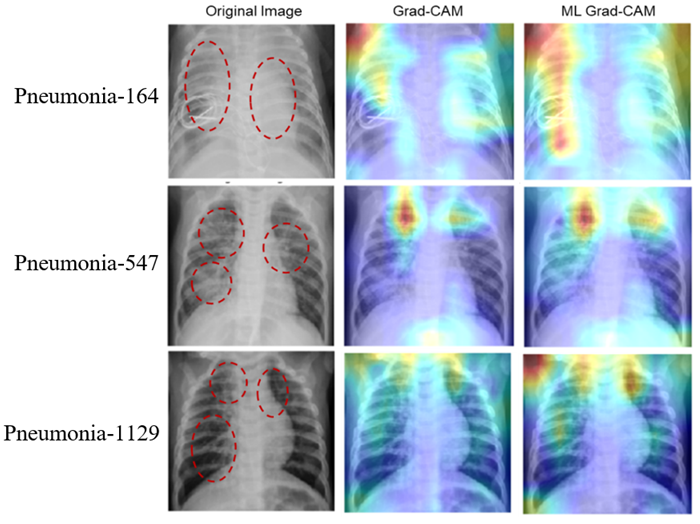 Original Image
Grad-CAM
ML Grad-CAM
Pneumonia-164
Pneumonia-547
Pneumonia-1129